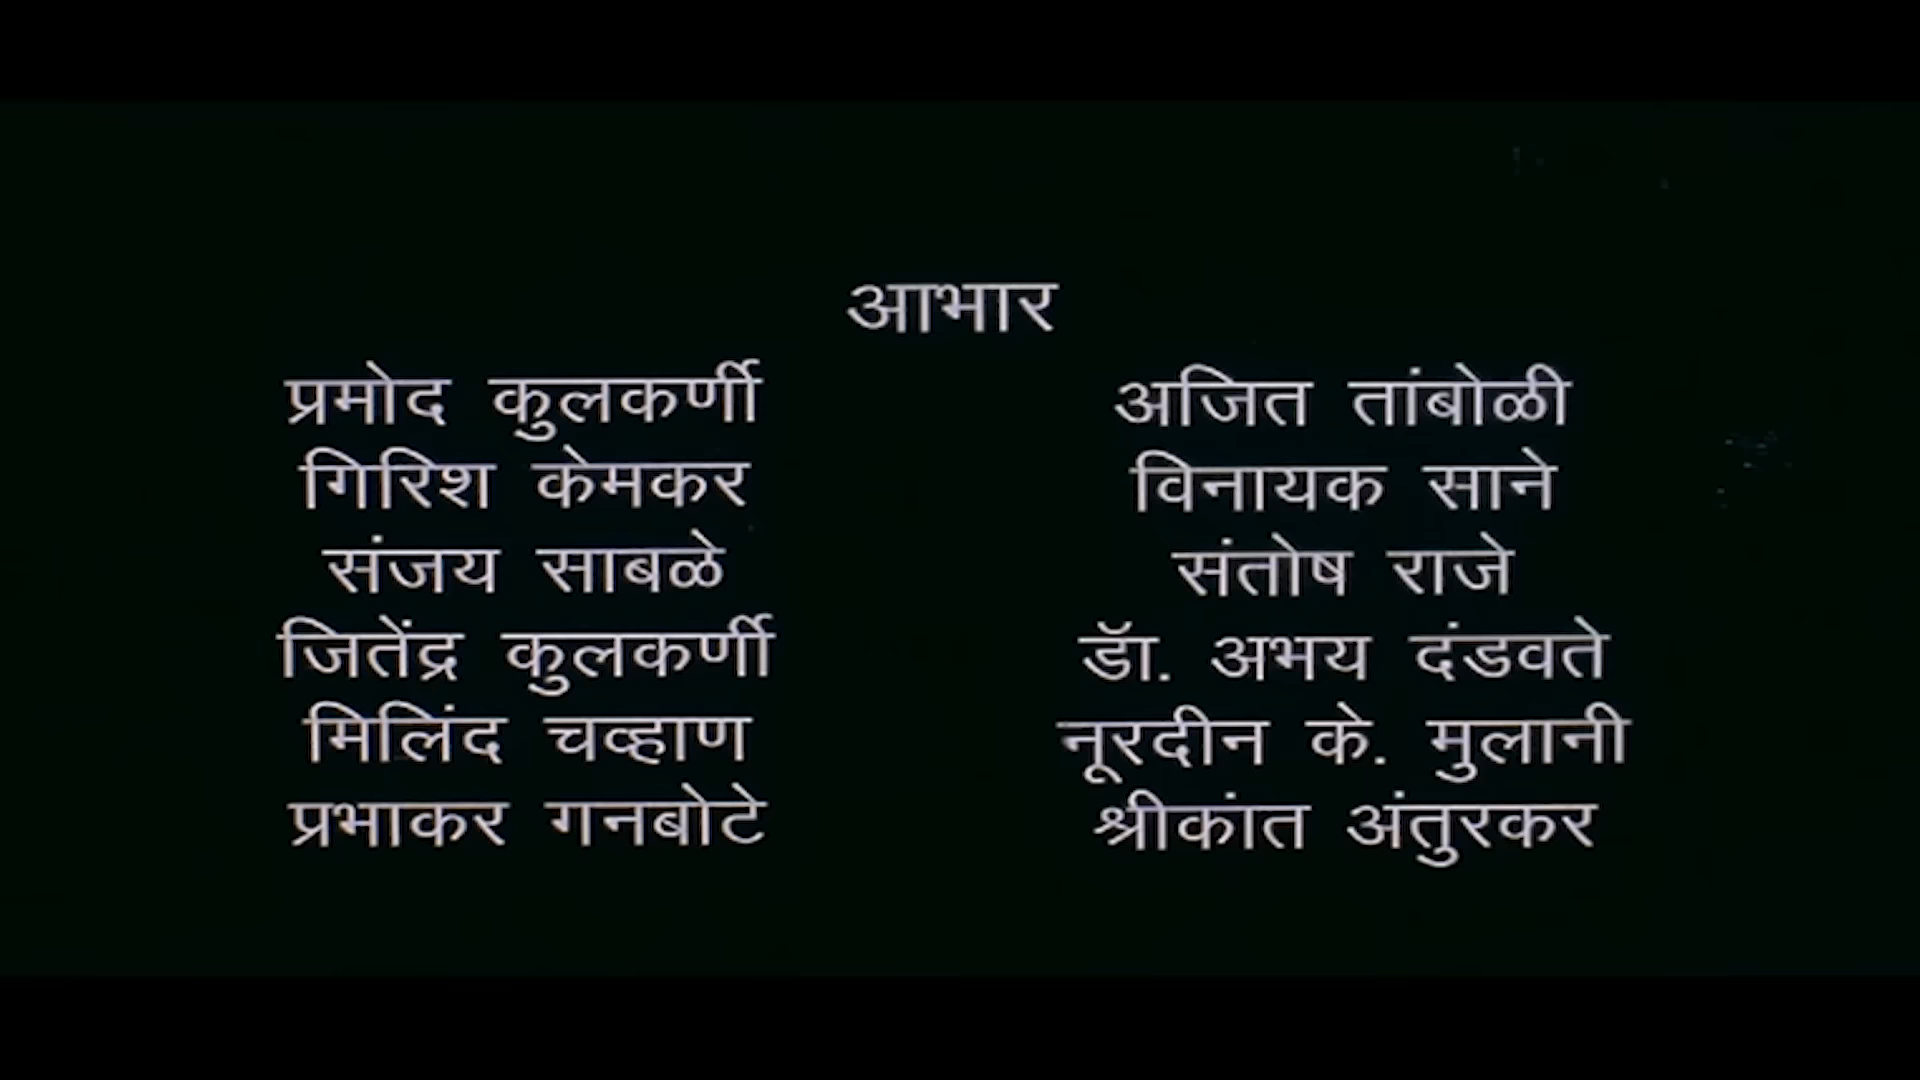 आभार
प्रमोद कुलकर्णी
गिरिश केमकर
संजय साबळे
जितेंद्र कुलकर्णी
मिलिंद चव्हाण
प्रभाकर गनबोटे
अजित तांबोळी
विनायक साने
संतोष राजे
डॅा. अभय दंडवते
नूरदीन के. मुलानी
श्रीकांत अंतुरकर